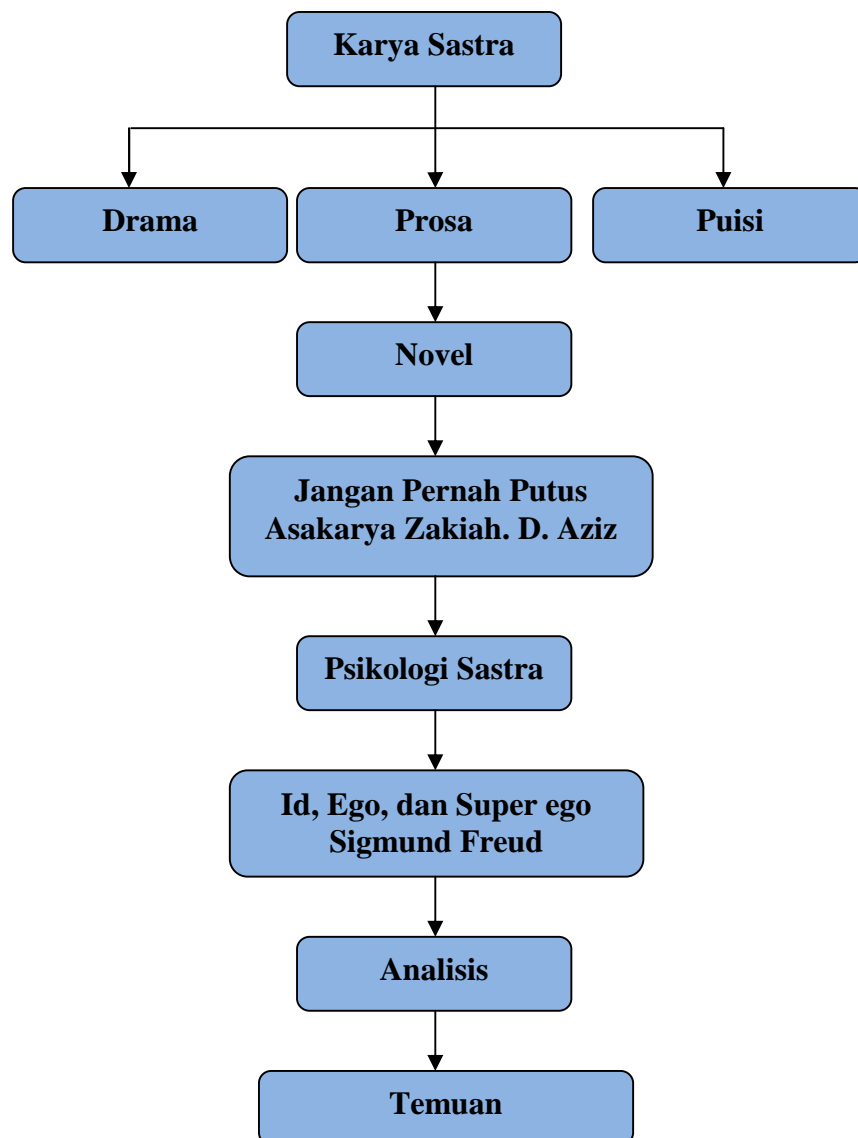 Karya Sastra
Drama
Prosa
Puisi
Novel
Jangan Pernah Putus
Asakarya Zakiah. D. Aziz
Psikologi Sastra
Id, Ego, dan Super ego
Sigmund Freud
Analisis
Temuan